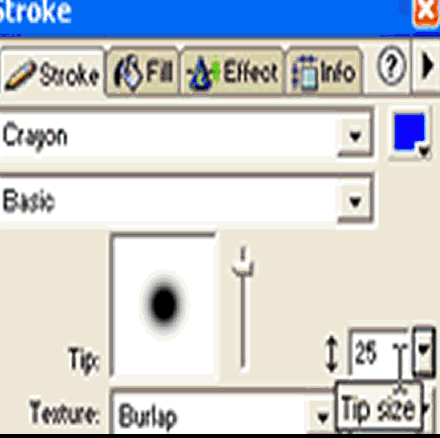 Stroke
Stroke Fill Effect Info ?
Crayon
Basic
Tip: 25
Texture: Burlap Tip size